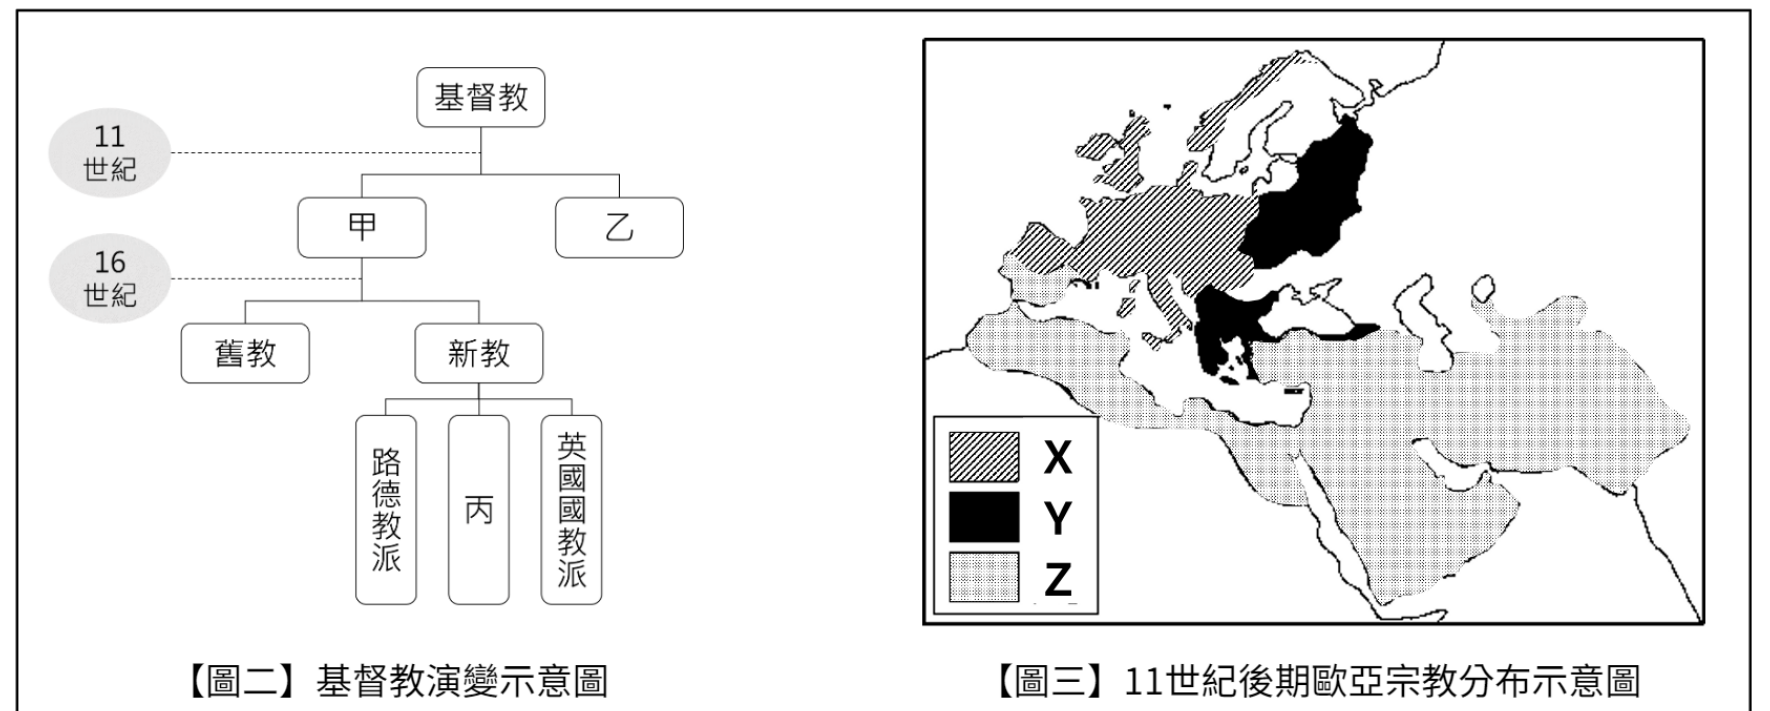 基督教
11
世紀
甲
乙
16
世紀
舊教
新教
路德教派
丙
英國國教派
X
Y
Z
【圖二】基督教演變示意圖
【圖三】11世紀後期歐亞宗教分布示意圖